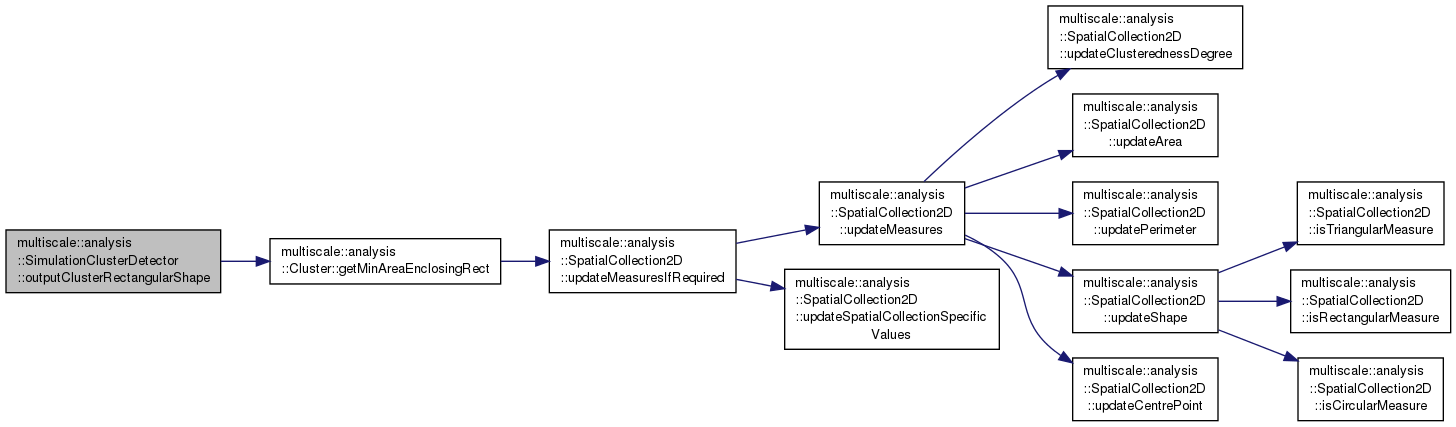 multiscale::analysis
::SimulationClusterDetector
::outputClusterRectangularShape
multiscale::analysis
::Cluster::getMinAreaEnclosingRect
multiscale::analysis
::SpatialCollection2D
::updateMeasuresIfRequired
multiscale::analysis
::SpatialCollection2D
::updateMeasures
multiscale::analysis
::SpatialCollection2D
::updateSpatialCollectionSpecific
Values
multiscale::analysis
::SpatialCollection2D
::updateClusterednessDegree
multiscale::analysis
::SpatialCollection2D
::updateArea
multiscale::analysis
::SpatialCollection2D
::updatePerimeter
multiscale::analysis
::SpatialCollection2D
::updateShape
multiscale::analysis
::SpatialCollection2D
::updateCentrePoint
multiscale::analysis
::SpatialCollection2D
::isTriangularMeasure
multiscale::analysis
::SpatialCollection2D
::isRectangularMeasure
multiscale::analysis
::SpatialCollection2D
::isCircularMeasure